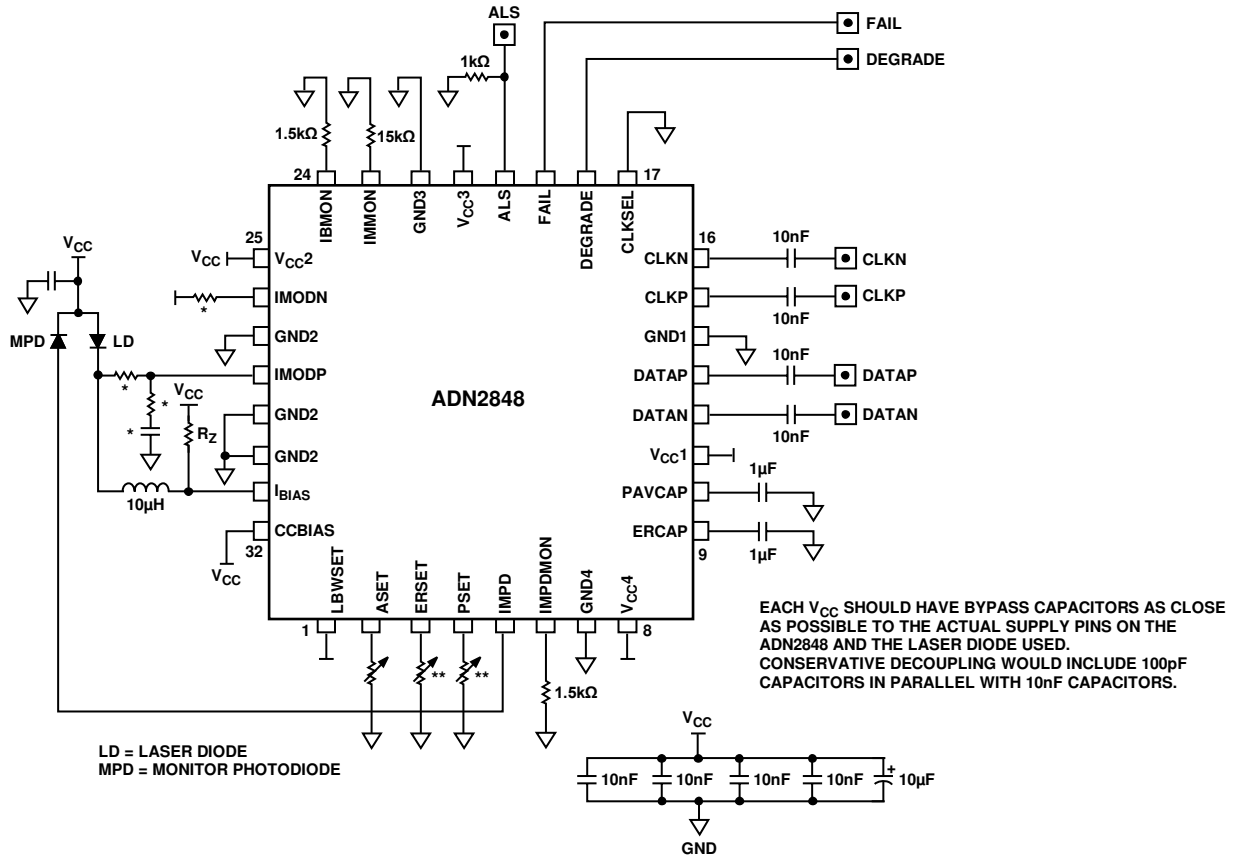 ALS
FAIL
DEGRADE
1kΩ
1.5kΩ
15kΩ
24
17
IBMON
IMMON
GND3
VCC3
ALS
FAIL
DEGRADE
CLKSEL
25
VCC
VCC2
IMODN
*
GND2
IMODP
GND2
GND2
IBIAS
CCBIAS
32
VCC
VCC
MPD
LD
*
*
*
VCC
RZ
10µH
ADN2848
16
CLKN
10nF
CLKN
CLKP
10nF
CLKP
GND1
10nF
DATAP
DATAP
DATAN
10nF
DATAN
VCC1
1µF
PAVCAP
ERCAP
1µF
9
LBWSET
ASET
ERSET
PSET
IMPD
IMPDMON
GND4
VCC4
1
8
**
**
1.5kΩ
EACH VCC SHOULD HAVE BYPASS CAPACITORS AS CLOSE
AS POSSIBLE TO THE ACTUAL SUPPLY PINS ON THE
ADN2848 AND THE LASER DIODE USED.
CONSERVATIVE DECOUPLING WOULD INCLUDE 100pF
CAPACITORS IN PARALLEL WITH 10nF CAPACITORS.
LD = LASER DIODE
MPD = MONITOR PHOTODIODE
VCC
10nF
10nF
10nF
10nF
+
10µF
GND